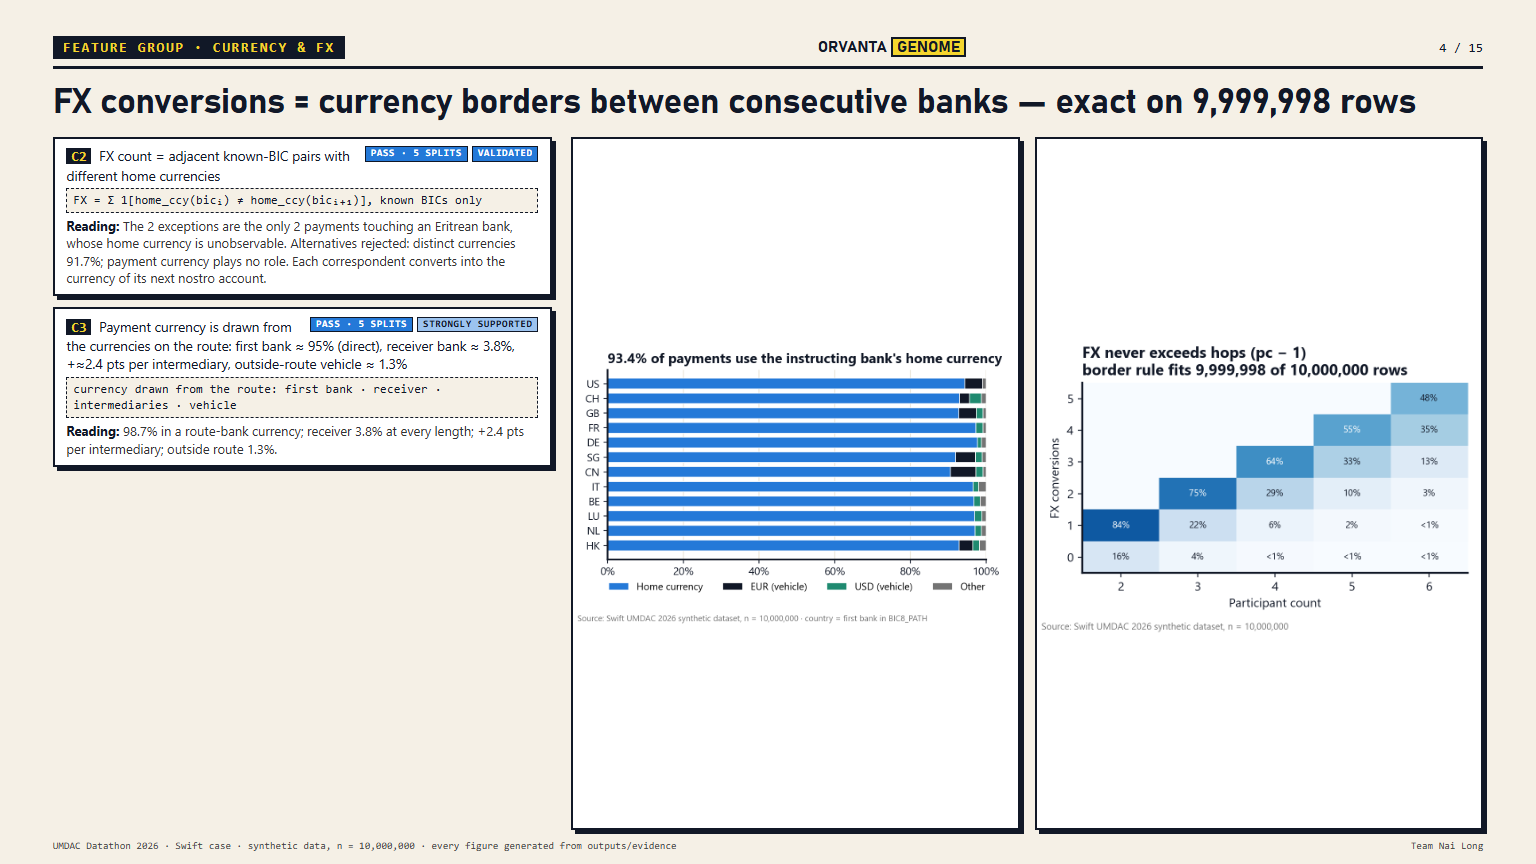 FEATURE GROUP · CURRENCY & FX
ORVANTA GENOME
4 / 15
FX conversions = currency borders between consecutive banks — exact on 9,999,998 rows
C2 FX count = adjacent known-BIC pairs with
different home currencies
PASS · 5 SPLITS
VALIDATED
FX = Σ 1[home_ccy(bicᵢ) ≠ home_ccy(bicᵢ₊₁)], known BICs only
Reading: The 2 exceptions are the only 2 payments touching an Eritrean bank,
whose home currency is unobservable. Alternatives rejected: distinct currencies
91.7%; payment currency plays no role. Each correspondent converts into the
currency of its next nostro account.
C3 Payment currency is drawn from
PASS · 5 SPLITS
STRONGLY SUPPORTED
the currencies on the route: first bank ≈ 95% (direct), receiver bank ≈ 3.8%,
+≈2.4 pts per intermediary, outside-route vehicle ≈ 1.3%
currency drawn from the route: first bank · receiver ·
intermediaries · vehicle
Reading: 98.7% in a route-bank currency; receiver 3.8% at every length; +2.4 pts
per intermediary; outside route 1.3%.
93.4% of payments use the instructing bank's home currency
US
CH
GB
FR
DE
SG
CN
IT
BE
LU
NL
HK
0% 20% 40% 60% 80% 100%
Home currency EUR (vehicle) USD (vehicle) Other
Source: Swift UMDAC 2026 synthetic dataset, n = 10,000,000 · country = first bank in BIC8_PATH
FX never exceeds hops (pc − 1)
border rule fits 9,999,998 of 10,000,000 rows
FX conversions
5 48%
4 55% 35%
3 64% 33% 13%
2 75% 29% 10% 3%
1 84% 22% 6% 2% <1%
0 16% 4% <1% <1% <1%
2 3 4 5 6
Participant count
Source: Swift UMDAC 2026 synthetic dataset, n = 10,000,000
UMDAC Datathon 2026 · Swift case · synthetic data, n = 10,000,000 · every figure generated from outputs/evidence
Team Nai Long